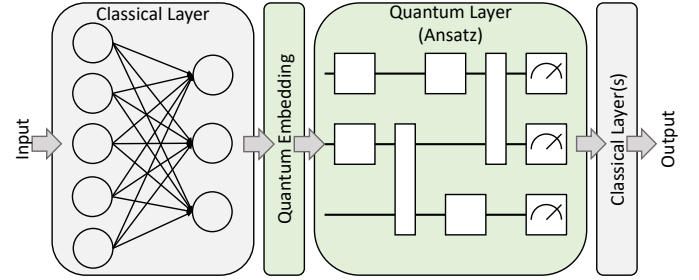 Input
Classical Layer
Quantum Embedding
Quantum Layer
(Ansatz)
Classical Layer(s)
Output